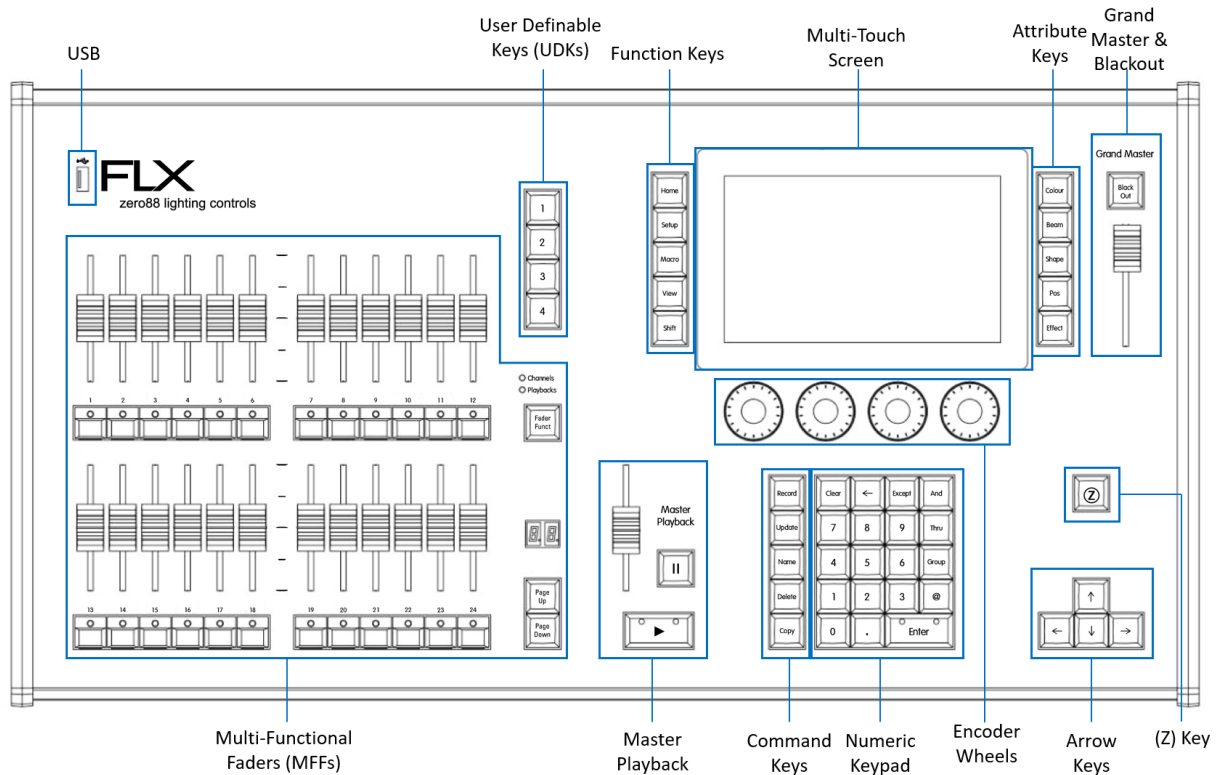 USB
User Definable
Keys (UDKs)
Function Keys
Multi-Touch
Screen
Attribute
Keys
Grand
Master &
Blackout
FLX
zero88 lighting controls
1
2
3
4
Home
Setup
Macro
View
Shift
Colour
Beam
Shape
Pos
Effect
Grand Master
Black
Out
Channels
Playbacks
1 2 3 4 5 6 7 8 9 10 11 12
Fader
Funct
13 14 15 16 17 18 19 20 21 22 23 24
Page
Up
Page
Down
Master
Playback
Record
Update
Name
Delete
Copy
Clear ← Except And
7 8 9 Thru
4 5 6 Group
1 2 3 @
0 . Enter
Z
↑
← ↓ →
Multi-Functional
Faders (MFFs)
Master
Playback
Command
Keys
Numeric
Keypad
Encoder
Wheels
Arrow
Keys
(Z) Key